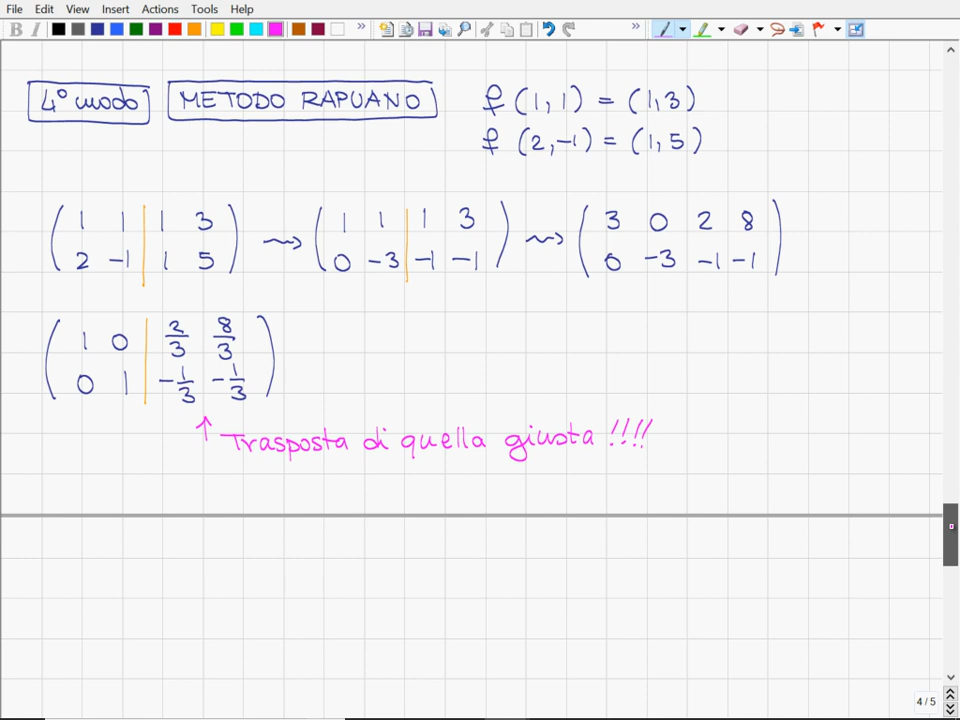 File Edit View Insert Actions Tools Help
B I
4° modo METODO RAPUANO f (1, 1) = (1, 3)
f (2, -1) = (1, 5)
( 1 1 | 1 3 ) ⇝ ( 1 1 | 1 3 ) ⇝ ( 3 0 2 8 )
( 2 -1 | 1 5 ) ( 0 -3 | -1 -1 ) ( 0 -3 -1 -1 )
( 1 0 | 2/3 8/3 )
( 0 1 | -1/3 -1/3 )
↑ Trasposta di quella giusta !!!!
4 / 5